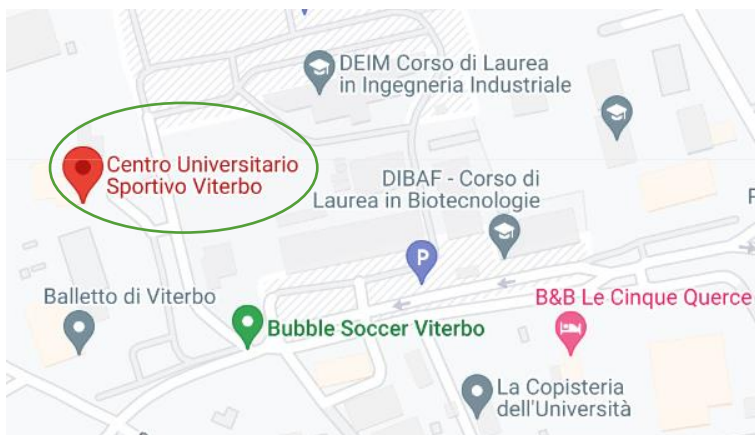 DEIM Corso di Laurea
in Ingegneria Industriale
Centro Universitario
Sportivo Viterbo
DIBAF - Corso di
Laurea in Biotecnologie
P
Balletto di Viterbo
B&B Le Cinque Querce
Bubble Soccer Viterbo
La Copisteria
dell'Università